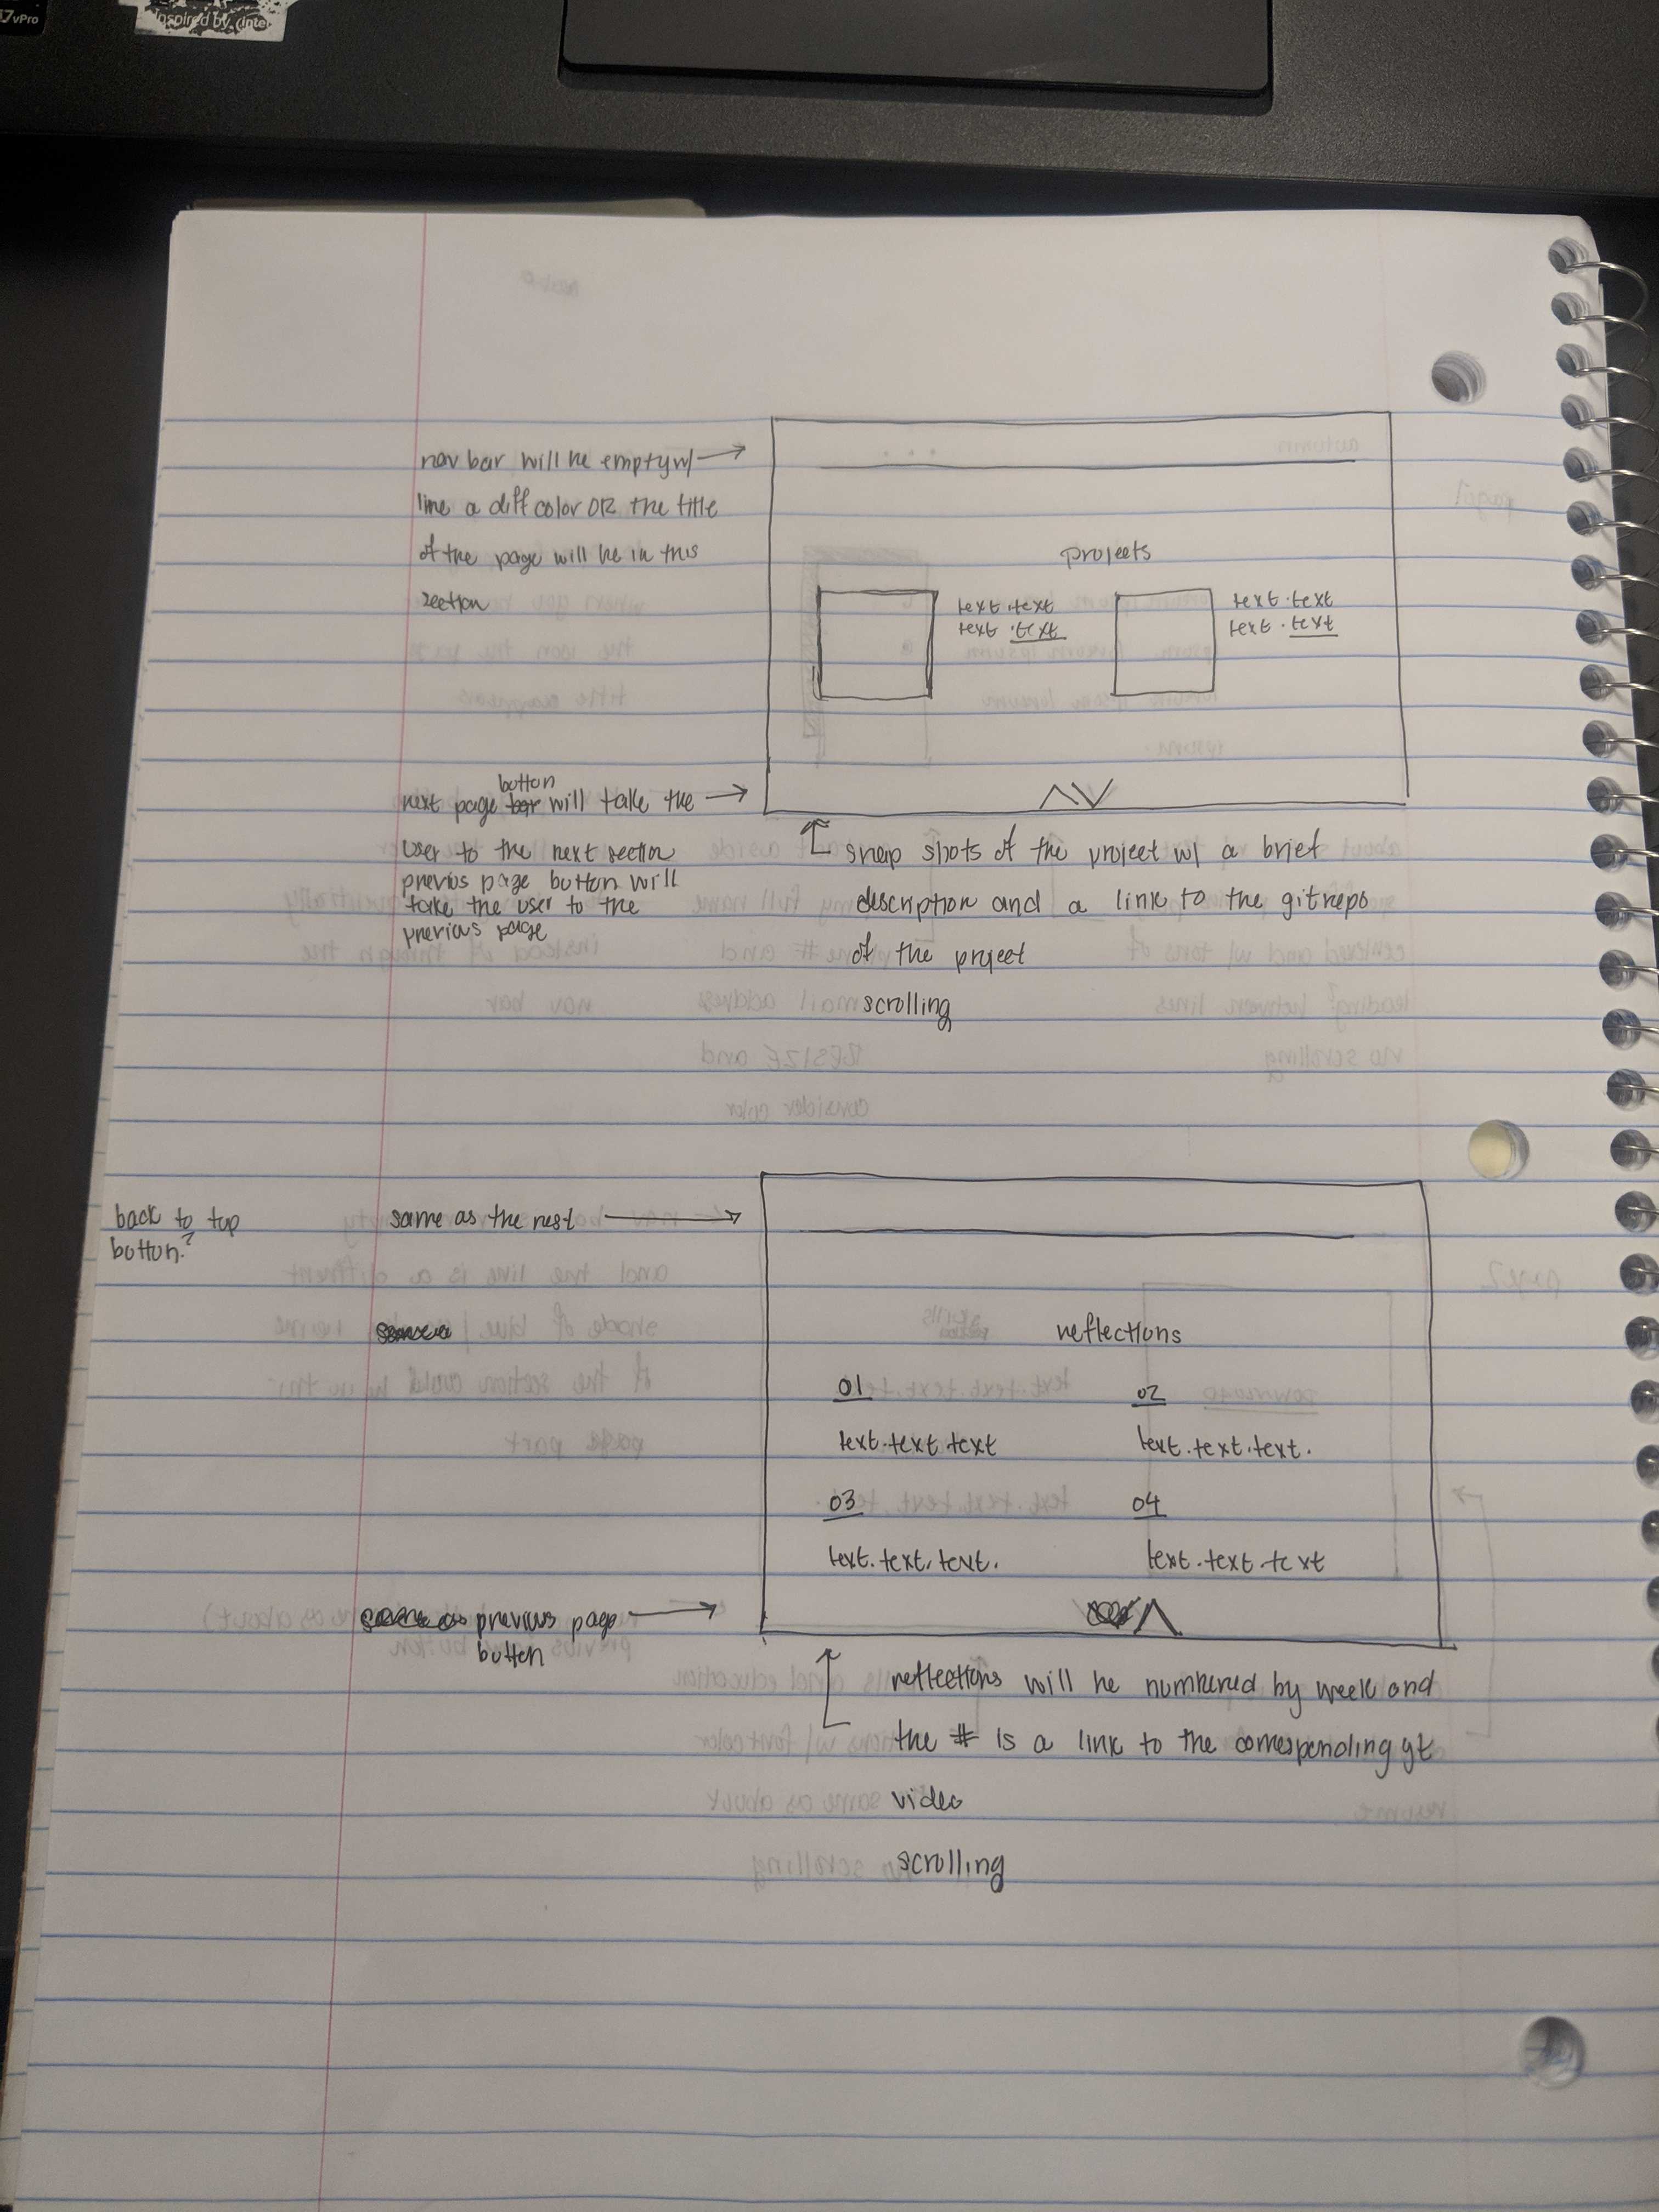 i7 vPro
inspired by intel
nav bar will be empty w/
line a diff color OR the title
of the page will be in this
section
projects
text.text
text.text
text.text
text.text
button
next page will take the
user to the next section
previos page button will
take the user to the
previous page
snap shots of the project w/ a brief
description and a link to the git repo
of the project
scrolling
back to top
button?
same as the rest
reflections
01
02
text.text.text
text.text.text.
03
04
text.text.text.
text.text.text
previous page
button
reflections will be numbered by week and
the # is a link to the corresponding yt
video
scrolling